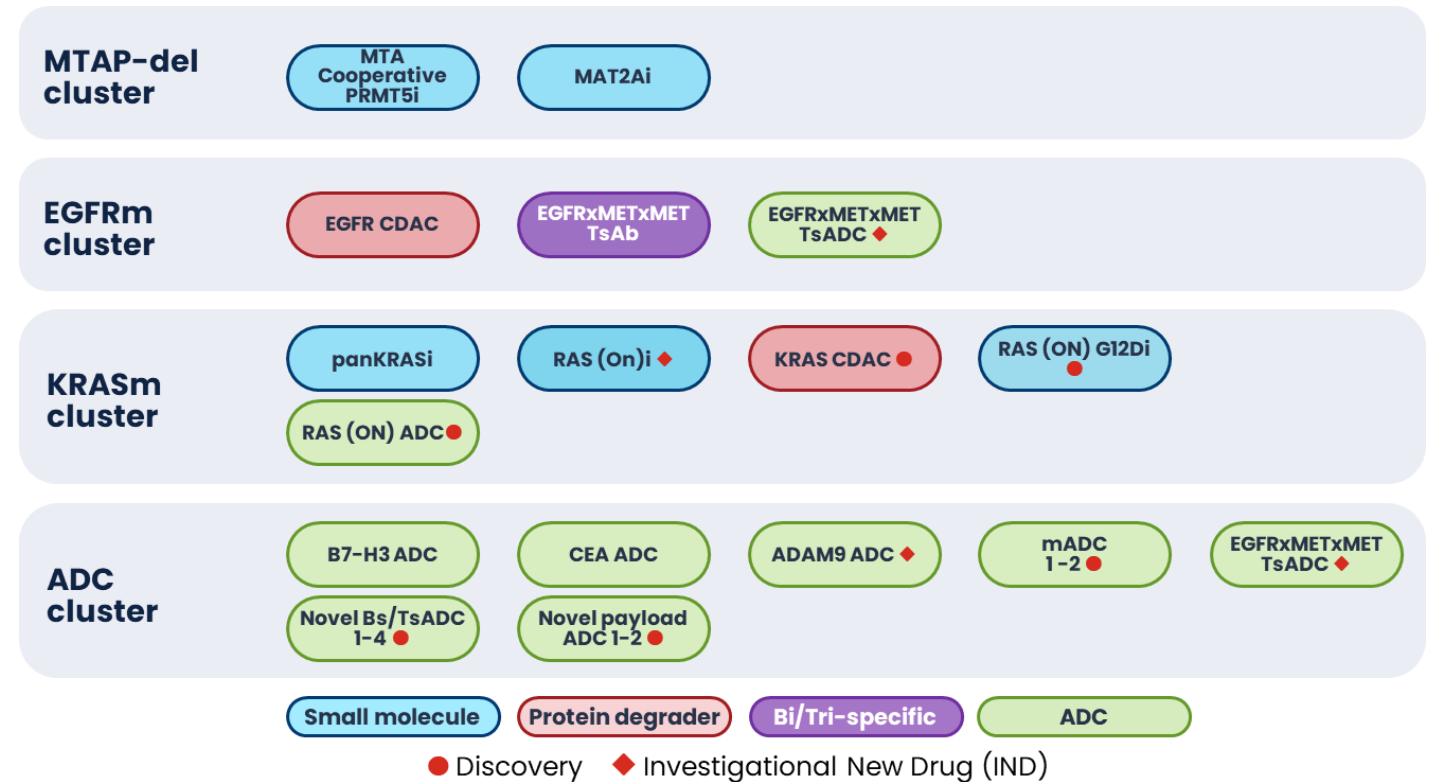 MTAP-del
cluster
MTA
Cooperative
PRMT5i
MAT2Ai
EGFRm
cluster
EGFR CDAC
EGFRxMETxMET
TsAb
EGFRxMETxMET
TsADC
KRASm
cluster
panKRASi
RAS (On)i
KRAS CDAC
RAS (ON) G12Di
RAS (ON) ADC
ADC
cluster
B7-H3 ADC
CEA ADC
ADAM9 ADC
mADC
1-2
EGFRxMETxMET
TsADC
Novel Bs/TsADC
1-4
Novel payload
ADC 1-2
Small molecule
Protein degrader
Bi/Tri-specific
ADC
Discovery
Investigational New Drug (IND)